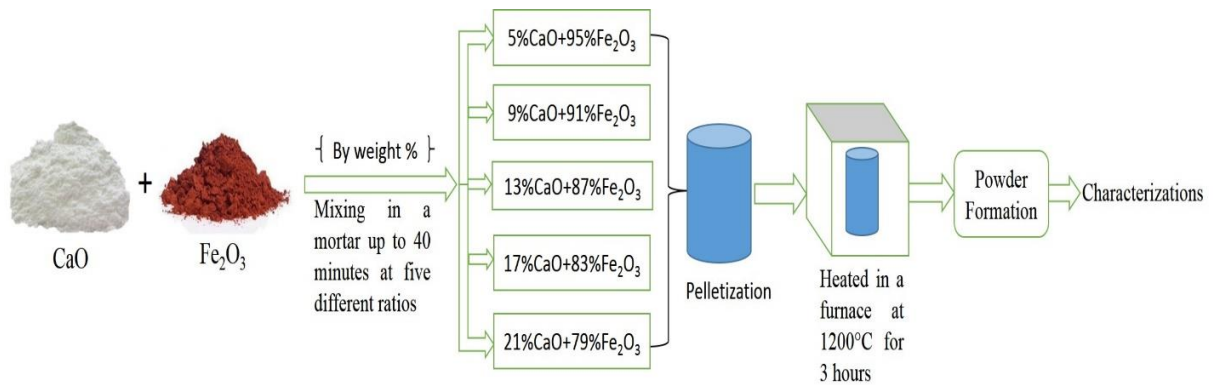 CaO
+
Fe₂O₃
{ By weight % }
Mixing in a
mortar up to 40
minutes at five
different ratios
5%CaO+95%Fe₂O₃
9%CaO+91%Fe₂O₃
13%CaO+87%Fe₂O₃
17%CaO+83%Fe₂O₃
21%CaO+79%Fe₂O₃
Pelletization
Heated in a
furnace at
1200°C for
3 hours
Powder
Formation
Characterizations